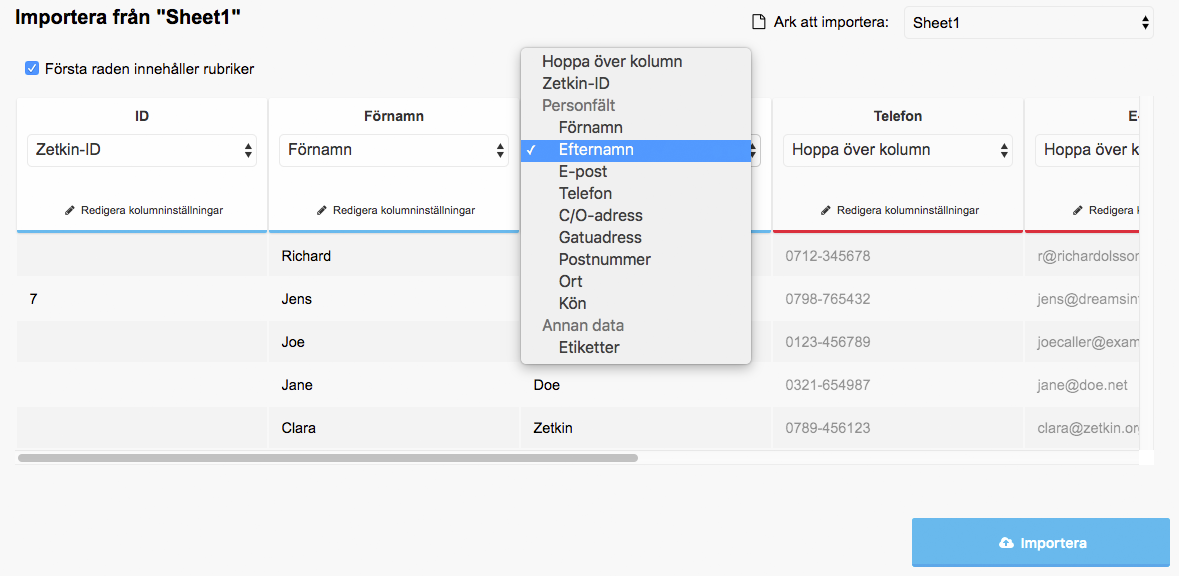 Importera från "Sheet1"
Ark att importera: Sheet1
Första raden innehåller rubriker
Hoppa över kolumn
Zetkin-ID
Personfält
Förnamn
Efternamn
E-post
Telefon
C/O-adress
Gatuadress
Postnummer
Ort
Kön
Annan data
Etiketter
ID Förnamn Telefon E-
Zetkin-ID Förnamn Hoppa över kolumn Hoppa över k
Redigera kolumninställningar Redigera kolumninställningar Redigera kolumninställningar Redigera
Richard 0712-345678 r@richardolsson
7 Jens 0798-765432 jens@dreamsin
Joe 0123-456789 joecaller@exam
Jane Doe 0321-654987 jane@doe.net
Clara Zetkin 0789-456123 clara@zetkin.or
Importera